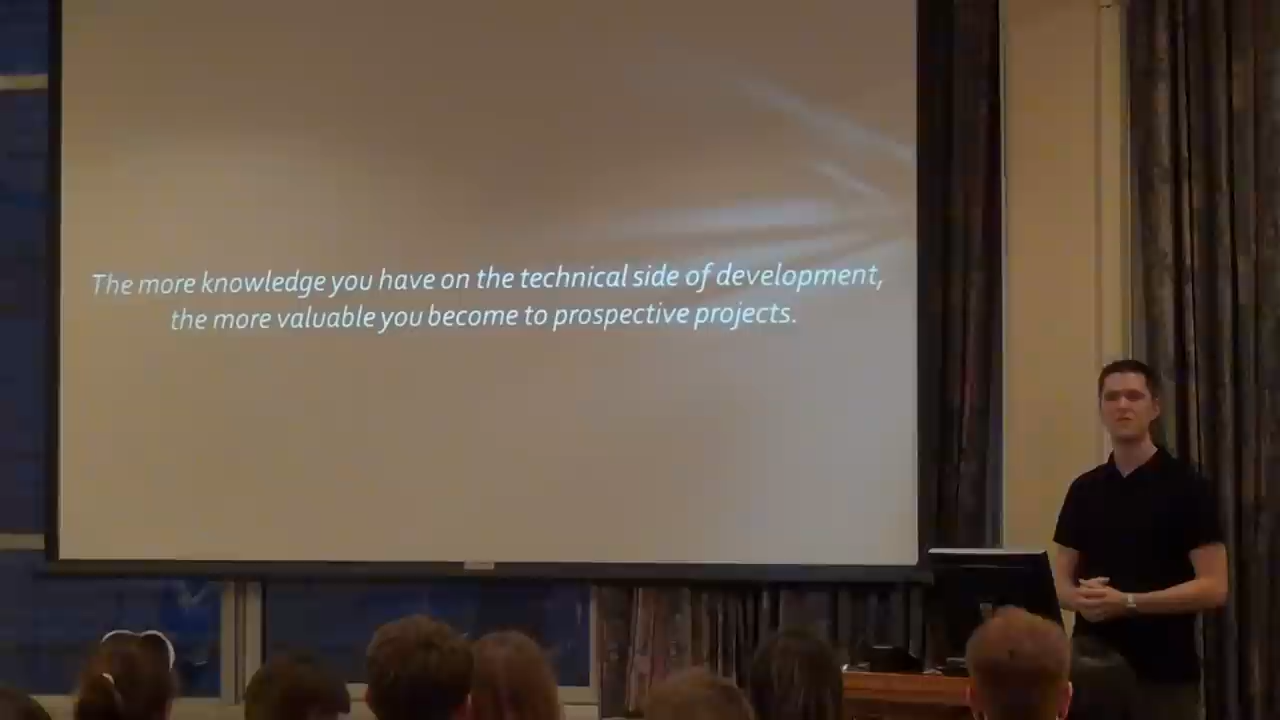 The more knowledge you have on the technical side of development,
the more valuable you become to prospective projects.